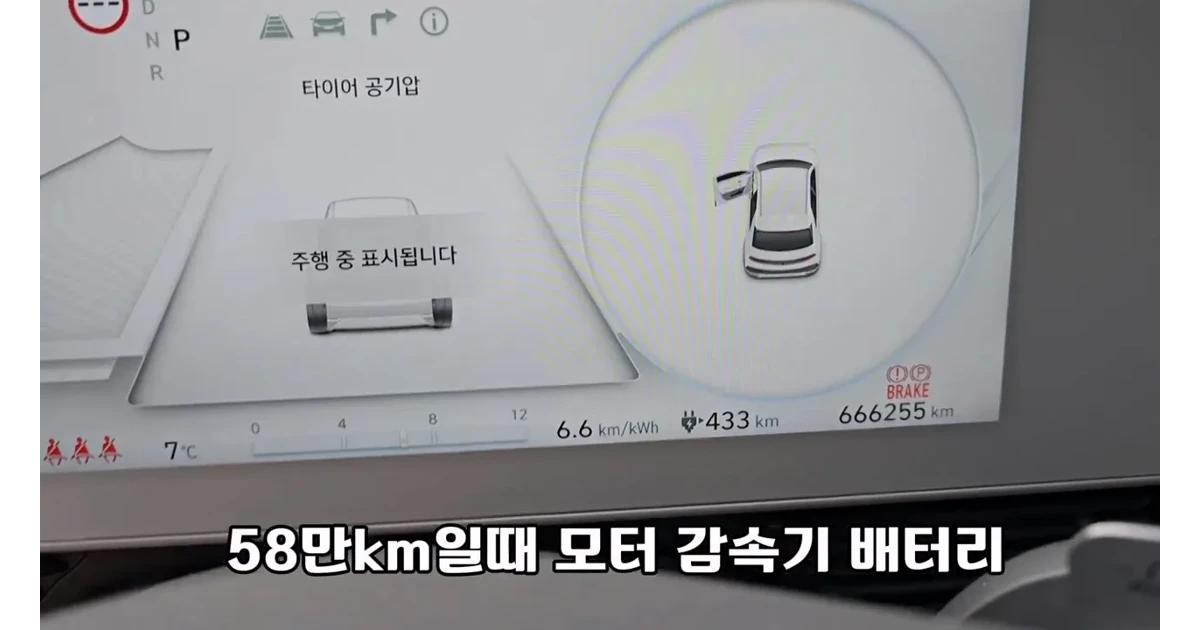 ---
D
N P
R
타이어 공기압
주행 중 표시됩니다
BRAKE
0 4 8 12
7°C
6.6 km/kWh
433 km
666255 km
58만km일때 모터 감속기 배터리